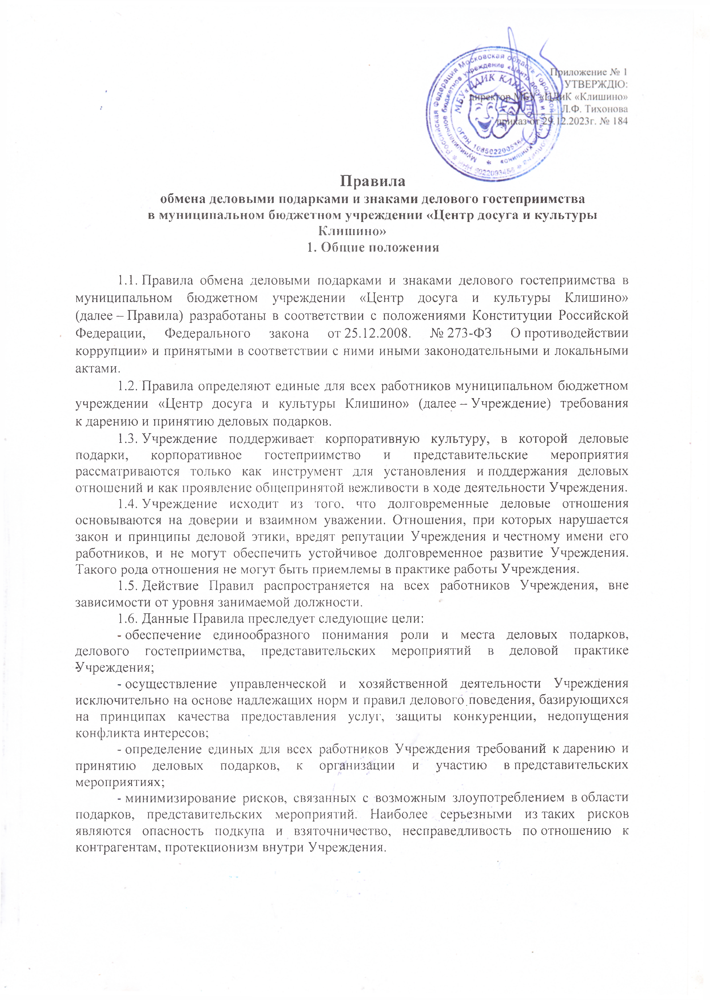 Приложение № 1
УТВЕРЖДЮ:
директор МБУ «ЦДиК «Клишино»
Л.Ф. Тихонова
приказ от 29.12.2023г. № 184
Российская Федерация Московская область Городской
Муниципальное бюджетное учреждение «Центр досуга и культуры Клишино»
МБУ «ЦДИК КЛИШИНО»
ОГРН 1085022005364
ИНН 5022093456
Правила
обмена деловыми подарками и знаками делового гостеприимства
в муниципальном бюджетном учреждении «Центр досуга и культуры
Клишино»
1. Общие положения
1.1. Правила обмена деловыми подарками и знаками делового гостеприимства в
муниципальном бюджетном учреждении «Центр досуга и культуры Клишино»
(далее – Правила) разработаны в соответствии с положениями Конституции Российской
Федерации, Федерального закона от 25.12.2008. № 273-ФЗ О противодействии
коррупции» и принятыми в соответствии с ними иными законодательными и локальными
актами.
1.2. Правила определяют единые для всех работников муниципальном бюджетном
учреждении «Центр досуга и культуры Клишино» (далее – Учреждение) требования
к дарению и принятию деловых подарков.
1.3. Учреждение поддерживает корпоративную культуру, в которой деловые
подарки, корпоративное гостеприимство и представительские мероприятия
рассматриваются только как инструмент для установления и поддержания деловых
отношений и как проявление общепринятой вежливости в ходе деятельности Учреждения.
1.4. Учреждение исходит из того, что долговременные деловые отношения
основываются на доверии и взаимном уважении. Отношения, при которых нарушается
закон и принципы деловой этики, вредят репутации Учреждения и честному имени его
работников, и не могут обеспечить устойчивое долговременное развитие Учреждения.
Такого рода отношения не могут быть приемлемы в практике работы Учреждения.
1.5. Действие Правил распространяется на всех работников Учреждения, вне
зависимости от уровня занимаемой должности.
1.6. Данные Правила преследует следующие цели:
- обеспечение единообразного понимания роли и места деловых подарков,
делового гостеприимства, представительских мероприятий в деловой практике
Учреждения;
- осуществление управленческой и хозяйственной деятельности Учреждения
исключительно на основе надлежащих норм и правил делового поведения, базирующихся
на принципах качества предоставления услуг, защиты конкуренции, недопущения
конфликта интересов;
- определение единых для всех работников Учреждения требований к дарению и
принятию деловых подарков, к организации и участию в представительских
мероприятиях;
- минимизирование рисков, связанных с возможным злоупотреблением в области
подарков, представительских мероприятий. Наиболее серьезными из таких рисков
являются опасность подкупа и взяточничество, несправедливость по отношению к
контрагентам, протекционизм внутри Учреждения.